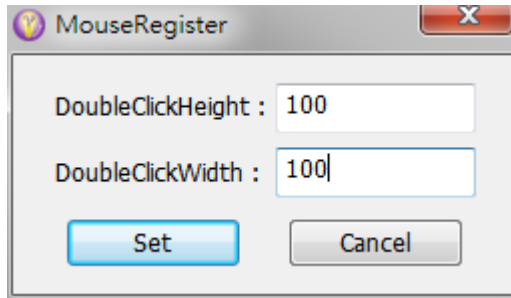 MouseRegister
DoubleClickHeight : 100
DoubleClickWidth : 100
Set Cancel